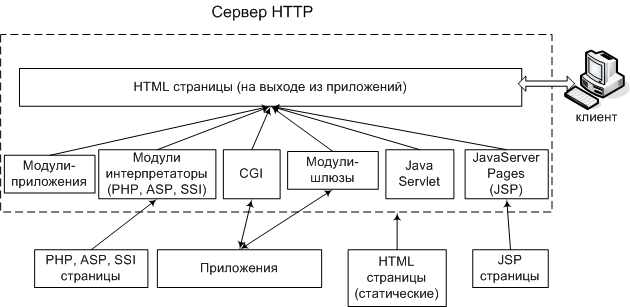 Сервер HTTP
HTML страницы (на выходе из приложений)
клиент
Модули-
приложения
Модули
интерпретаторы
(PHP, ASP, SSI)
CGI
Модули-
шлюзы
Java
Servlet
JavaServer
Pages
(JSP)
PHP, ASP, SSI
страницы
Приложения
HTML
страницы
(статические)
JSP
страницы